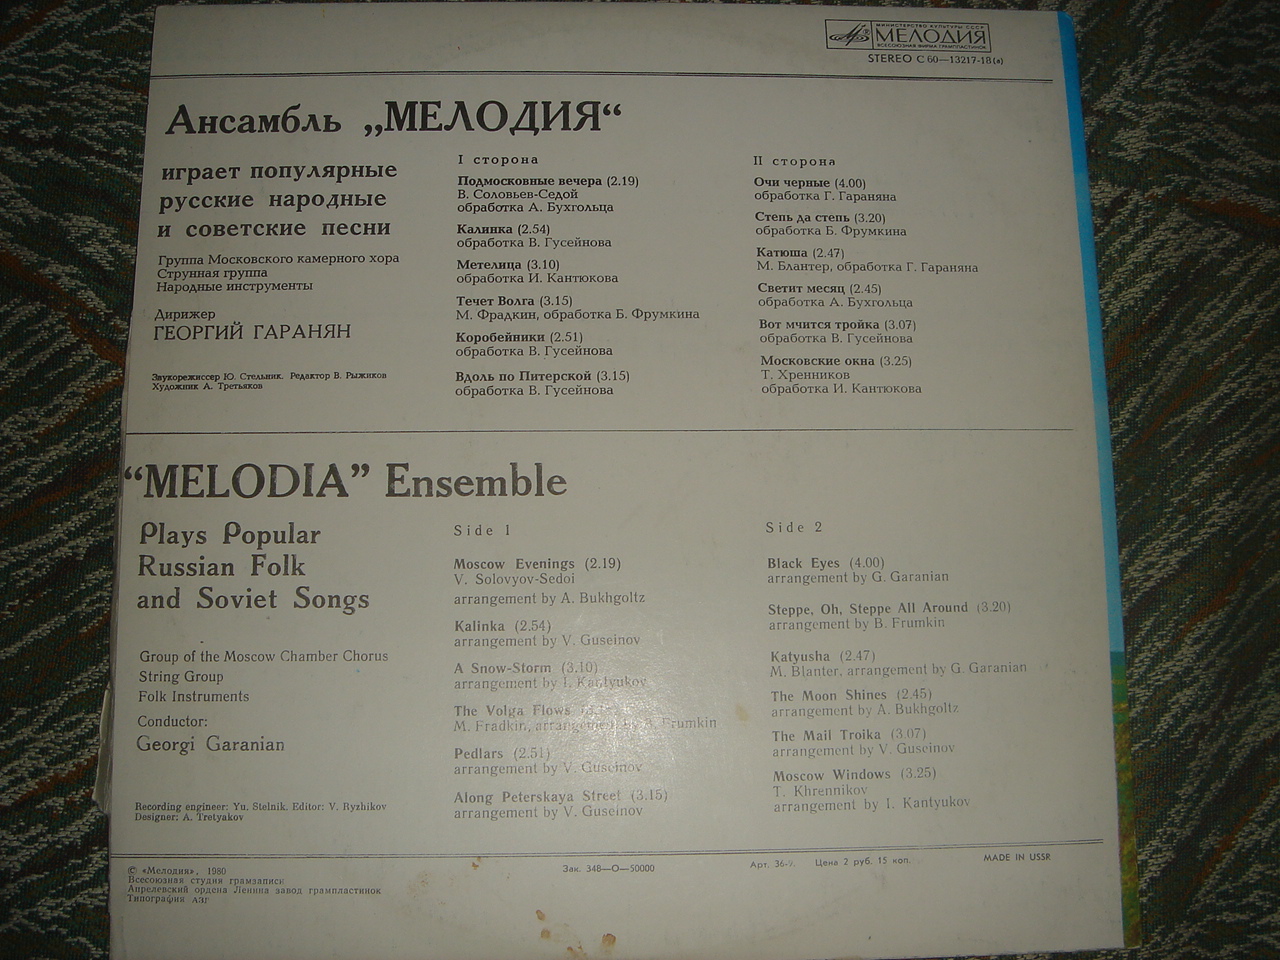 МИНИСТЕРСТВО КУЛЬТУРЫ СССР
МЕЛОДИЯ
ВСЕСОЮЗНАЯ ФИРМА ГРАМПЛАСТИНОК
STEREO С 60—13217-18(а)
Ансамбль „МЕЛОДИЯ“
играет популярные
русские народные
и советские песни
Группа Московского камерного хора
Струнная группа
Народные инструменты
Дирижер
ГЕОРГИЙ ГАРАНЯН
Звукорежиссер Ю. Стельник. Редактор В. Рыжиков
Художник А. Третьяков
I сторона
Подмосковные вечера (2.19)
В. Соловьев-Седой
обработка А. Бухгольца
Калинка (2.54)
обработка В. Гусейнова
Метелица (3.10)
обработка И. Кантюкова
Течет Волга (3.15)
М. Фрадкин, обработка Б. Фрумкина
Коробейники (2.51)
обработка В. Гусейнова
Вдоль по Питерской (3.15)
обработка В. Гусейнова
II сторона
Очи черные (4.00)
обработка Г. Гараняна
Степь да степь (3.20)
обработка Б. Фрумкина
Катюша (2.47)
М. Блантер, обработка Г. Гараняна
Светит месяц (2.45)
обработка А. Бухгольца
Вот мчится тройка (3.07)
обработка В. Гусейнова
Московские окна (3.25)
Т. Хренников
обработка И. Кантюкова
“MELODIA” Ensemble
Plays Popular
Russian Folk
and Soviet Songs
Group of the Moscow Chamber Chorus
String Group
Folk Instruments
Conductor:
Georgi Garanian
Recording engineer: Yu. Stelnik. Editor: V. Ryzhikov
Designer: A. Tretyakov
Side 1
Moscow Evenings (2.19)
V. Solovyov-Sedoi
arrangement by A. Bukhgoltz
Kalinka (2.54)
arrangement by V. Guseinov
A Snow-Storm (3.10)
arrangement by I. Kantyukov
The Volga Flows
M. Fradkin, arrangement by B. Frumkin
Pedlars (2.51)
arrangement by V. Guseinov
Along Peterskaya Street (3.15)
arrangement by V. Guseinov
Side 2
Black Eyes (4.00)
arrangement by G. Garanian
Steppe, Oh, Steppe All Around (3.20)
arrangement by B. Frumkin
Katyusha (2.47)
M. Blanter, arrangement by G. Garanian
The Moon Shines (2.45)
arrangement by A. Bukhgoltz
The Mail Troika (3.07)
arrangement by V. Guseinov
Moscow Windows (3.25)
T. Khrennikov
arrangement by I. Kantyukov
© «Мелодия», 1980
Всесоюзная студия грамзаписи
Апрелевский ордена Ленина завод грампластинок
Типография АЗГ
Зак. 348—О—50000
Арт. Цена 2 руб. 15 коп.
MADE IN USSR